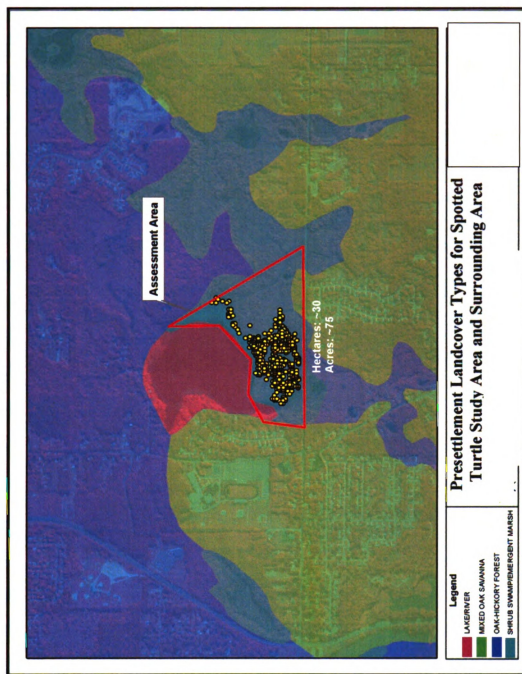 Assessment Area
Hectares: ~30
Acres: ~75
Legend
LAKE/RIVER
MIXED OAK SAVANNA
OAK-HICKORY FOREST
SHRUB SWAMP/EMERGENT MARSH
Presettlement Landcover Types for Spotted
Turtle Study Area and Surrounding Area